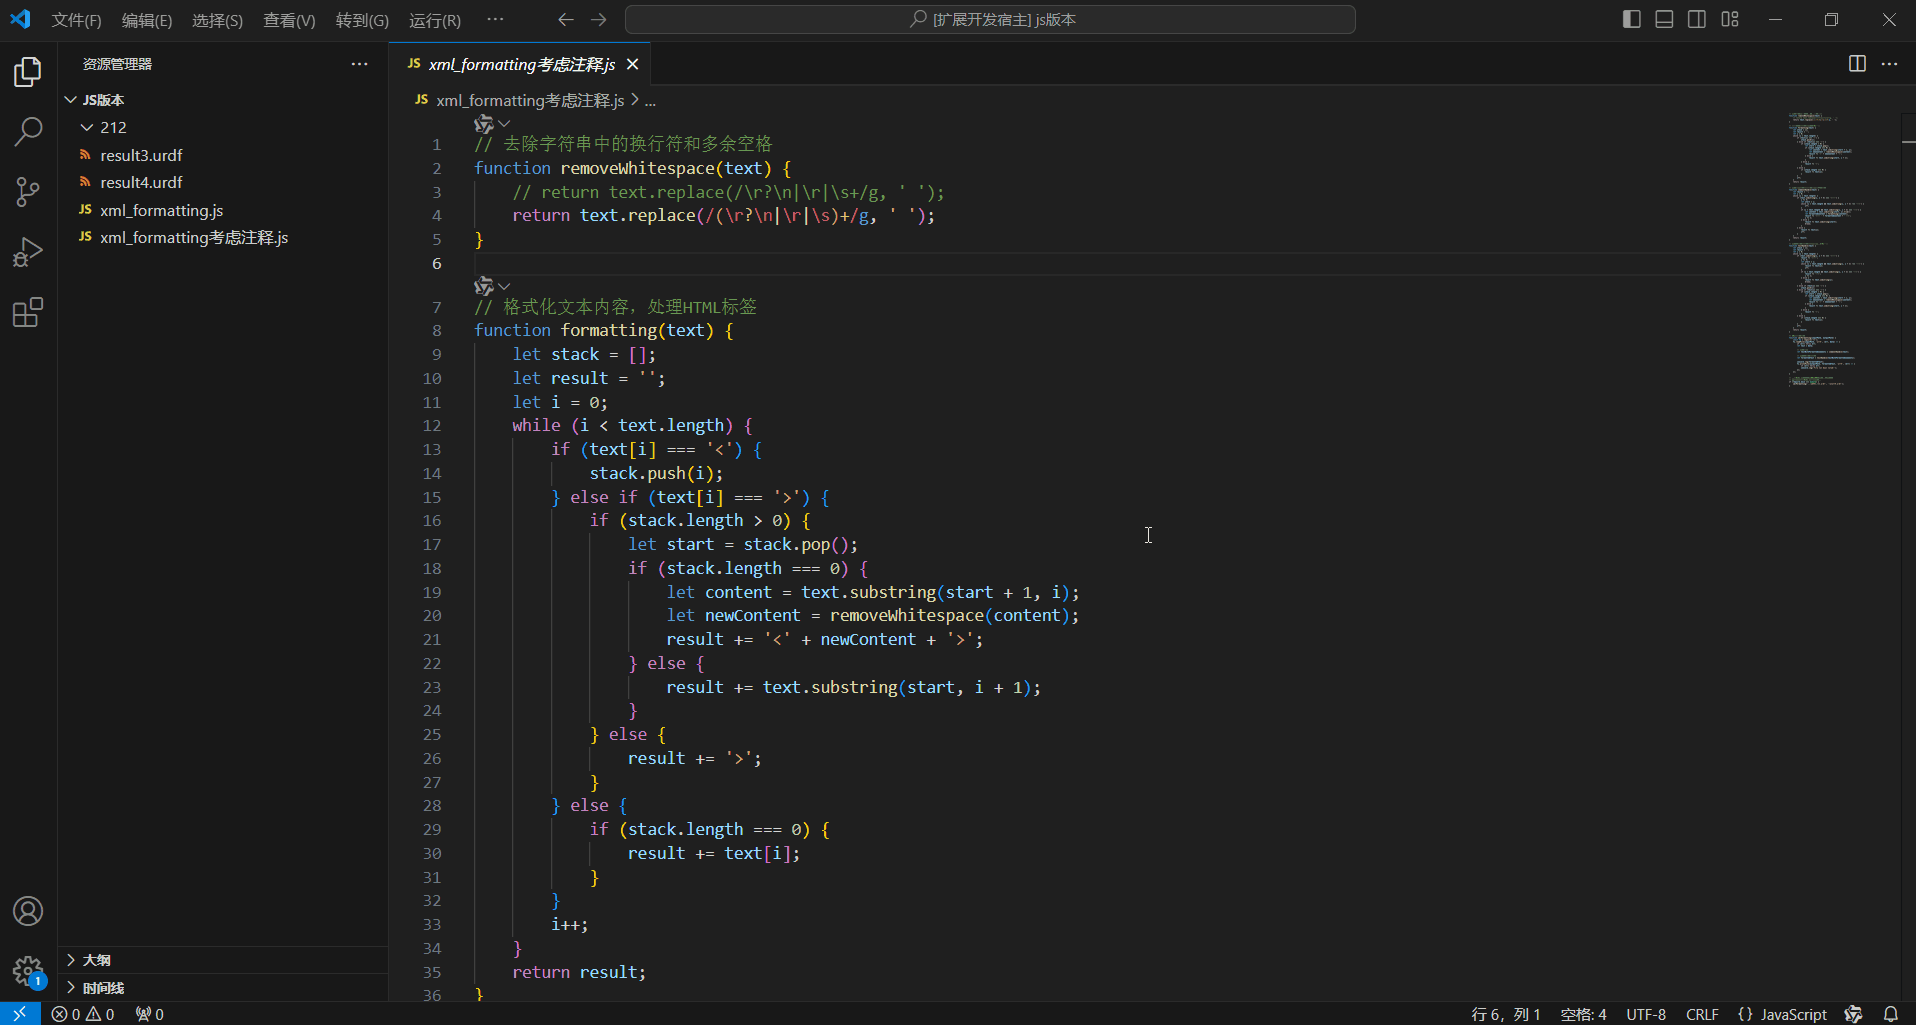 文件(F) 编辑(E) 选择(S) 查看(V) 转到(G) 运行(R) ··· [扩展开发宿主] js版本
资源管理器 ···
JS版本
212
result3.urdf
result4.urdf
JS xml_formatting.js
JS xml_formatting考虑注释.js
大纲
时间线
JS xml_formatting考虑注释.js
JS xml_formatting考虑注释.js > ...
1 // 去除字符串中的换行符和多余空格
2 function removeWhitespace(text) {
3 // return text.replace(/\r?\n|\r|\s+/g, ' ');
4 return text.replace(/(\r?\n|\r|\s)+/g, ' ');
5 }
6
7 // 格式化文本内容，处理HTML标签
8 function formatting(text) {
9 let stack = [];
10 let result = '';
11 let i = 0;
12 while (i < text.length) {
13 if (text[i] === '<') {
14 stack.push(i);
15 } else if (text[i] === '>') {
16 if (stack.length > 0) {
17 let start = stack.pop();
18 if (stack.length === 0) {
19 let content = text.substring(start + 1, i);
20 let newContent = removeWhitespace(content);
21 result += '<' + newContent + '>';
22 } else {
23 result += text.substring(start, i + 1);
24 }
25 } else {
26 result += '>';
27 }
28 } else {
29 if (stack.length === 0) {
30 result += text[i];
31 }
32 }
33 i++;
34 }
35 return result;
36 }
1
0 0 0 行 6，列 1 空格: 4 UTF-8 CRLF {} JavaScript